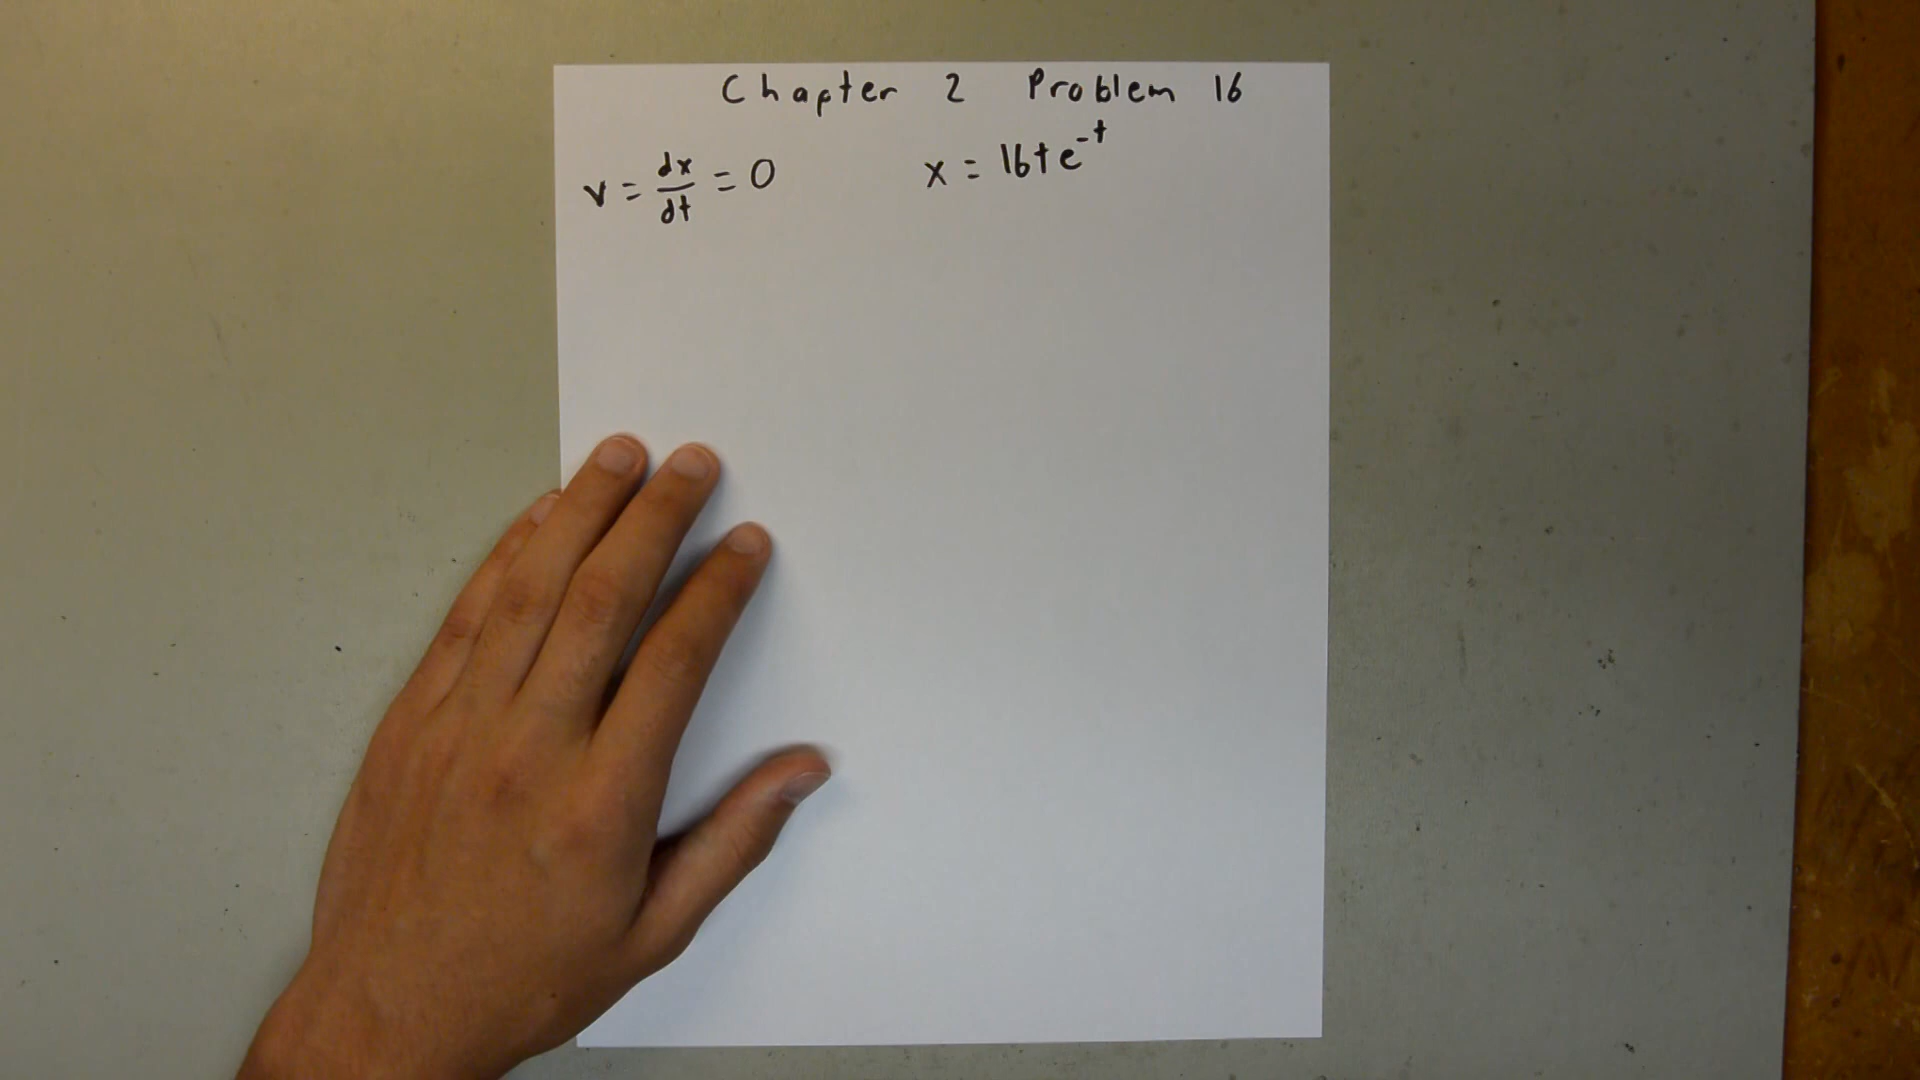 Chapter 2 Problem 16
v = dx/dt = 0
x = 16te^-t